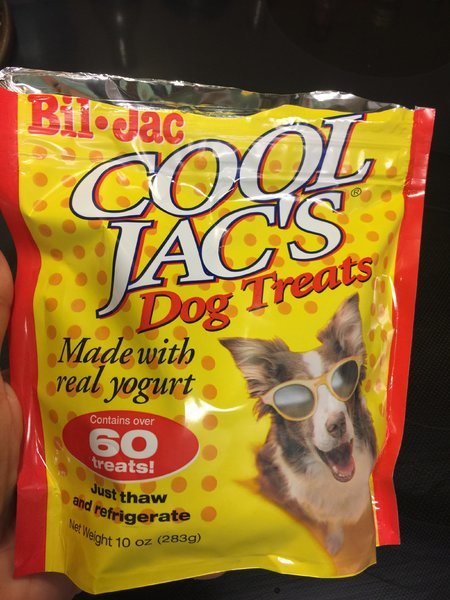 Bil•Jac
COOL
JAC'S®
Dog Treats
Made with
real yogurt
Contains over
60
treats!
Just thaw
and refrigerate
Net Weight 10 oz (283g)